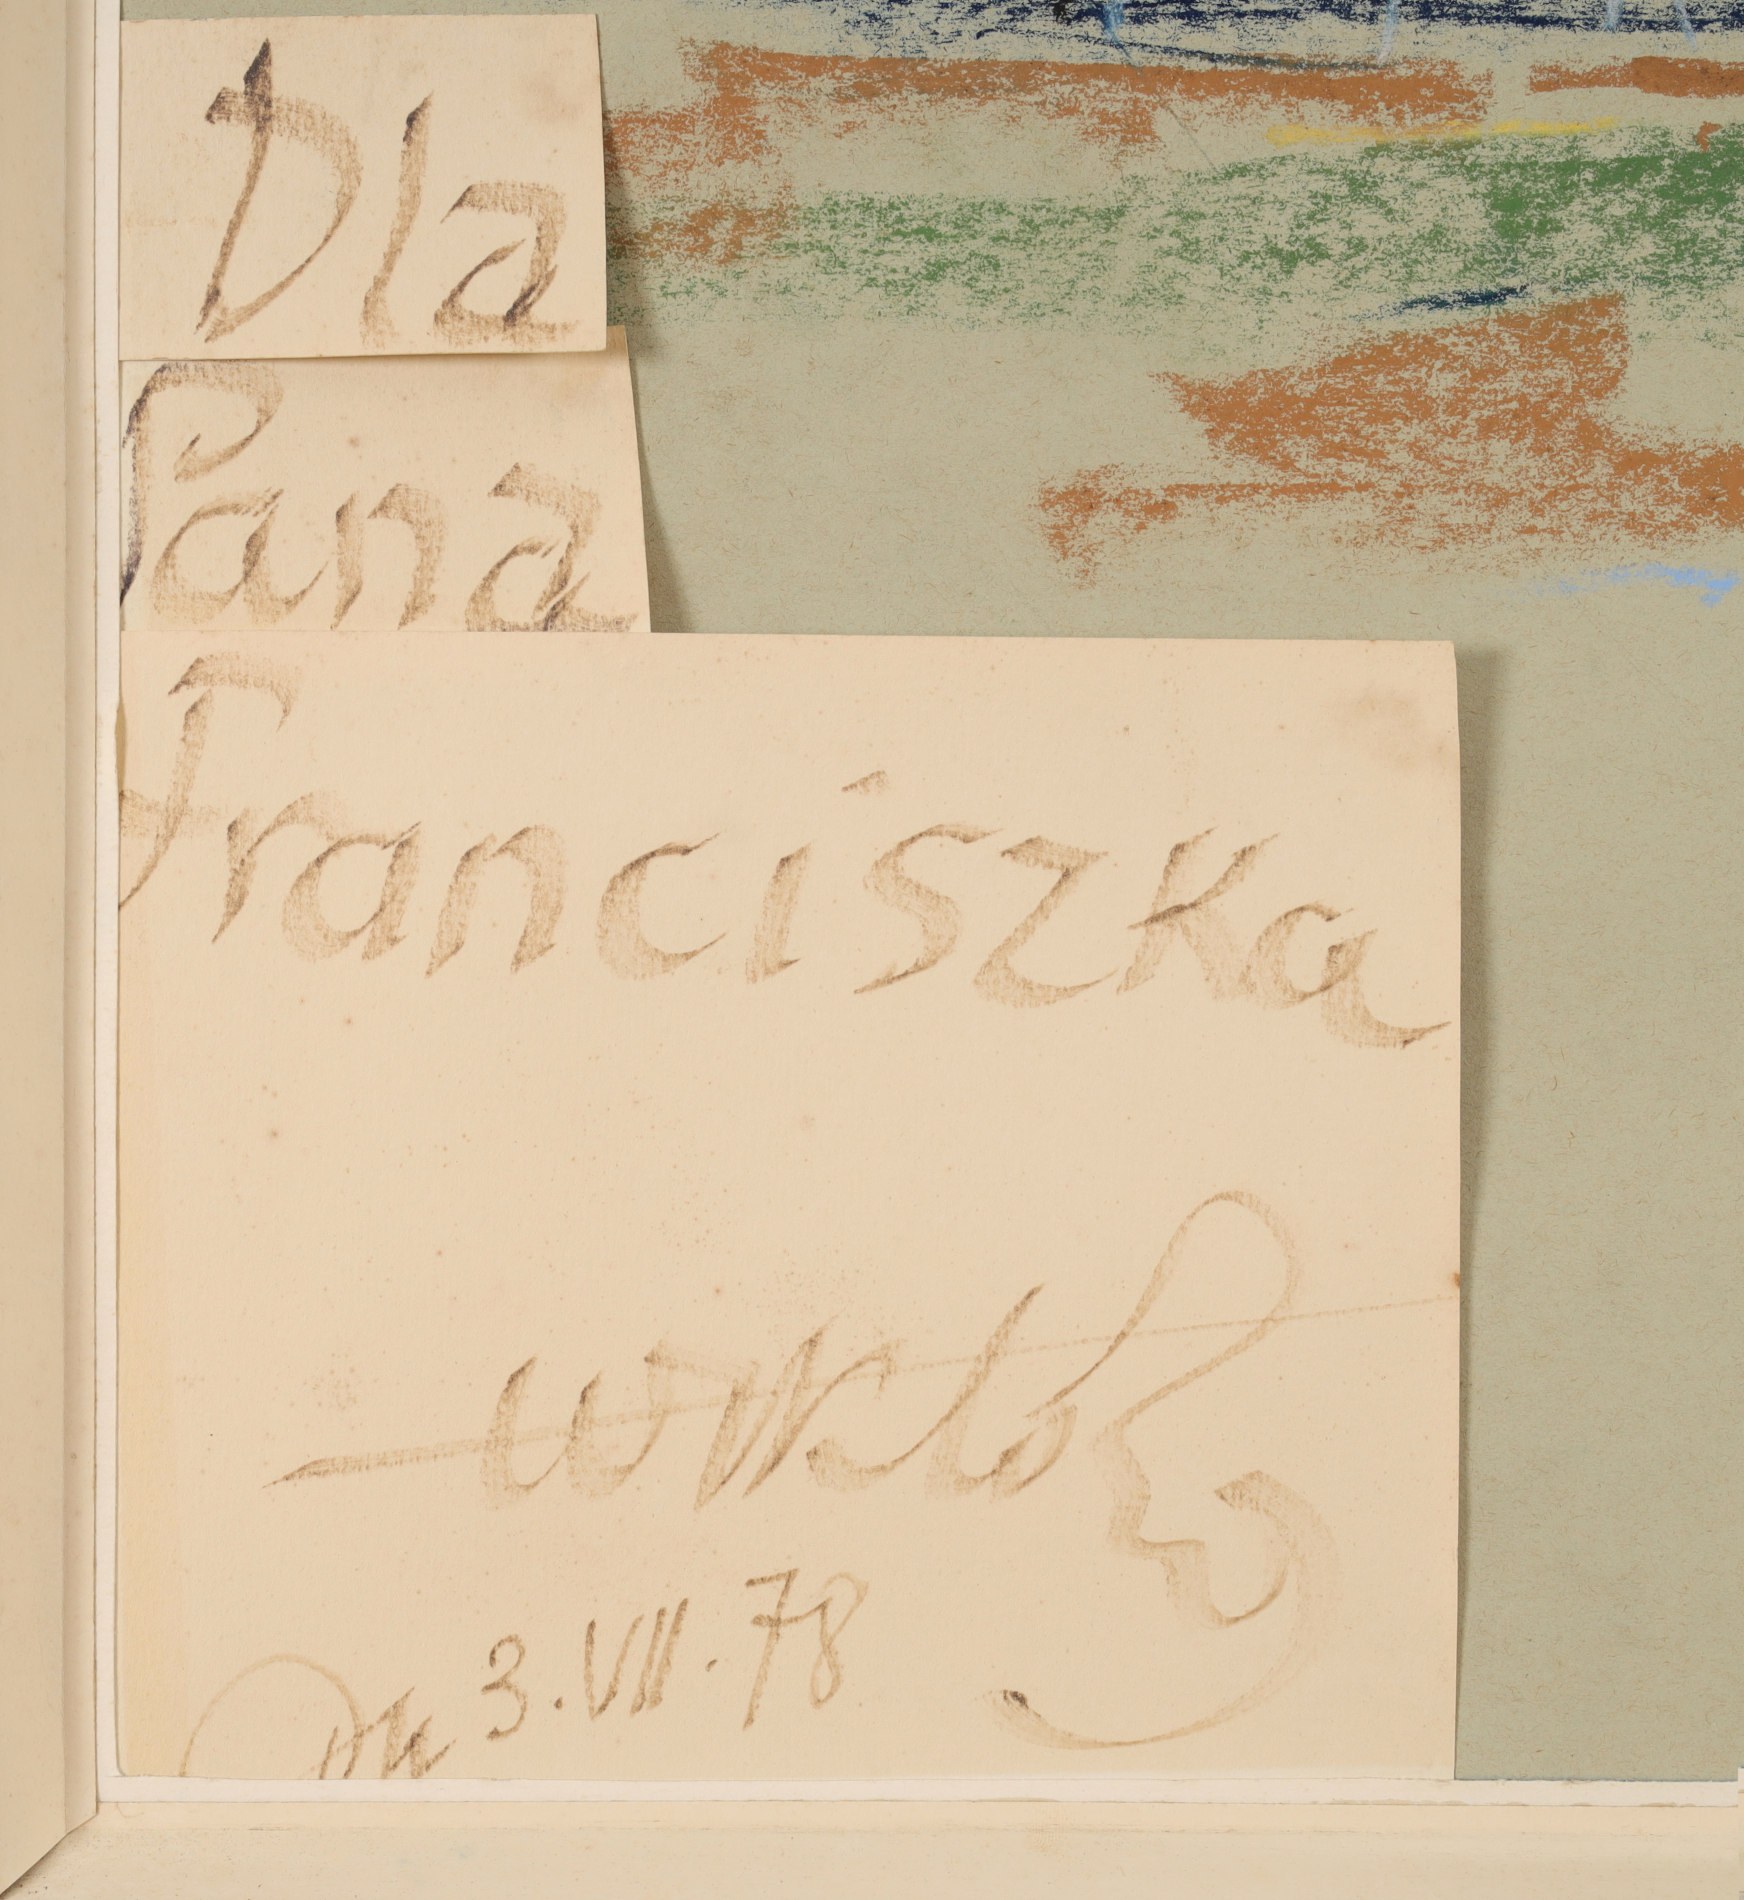 Dla
Pana
Franciszka
3.VII.78